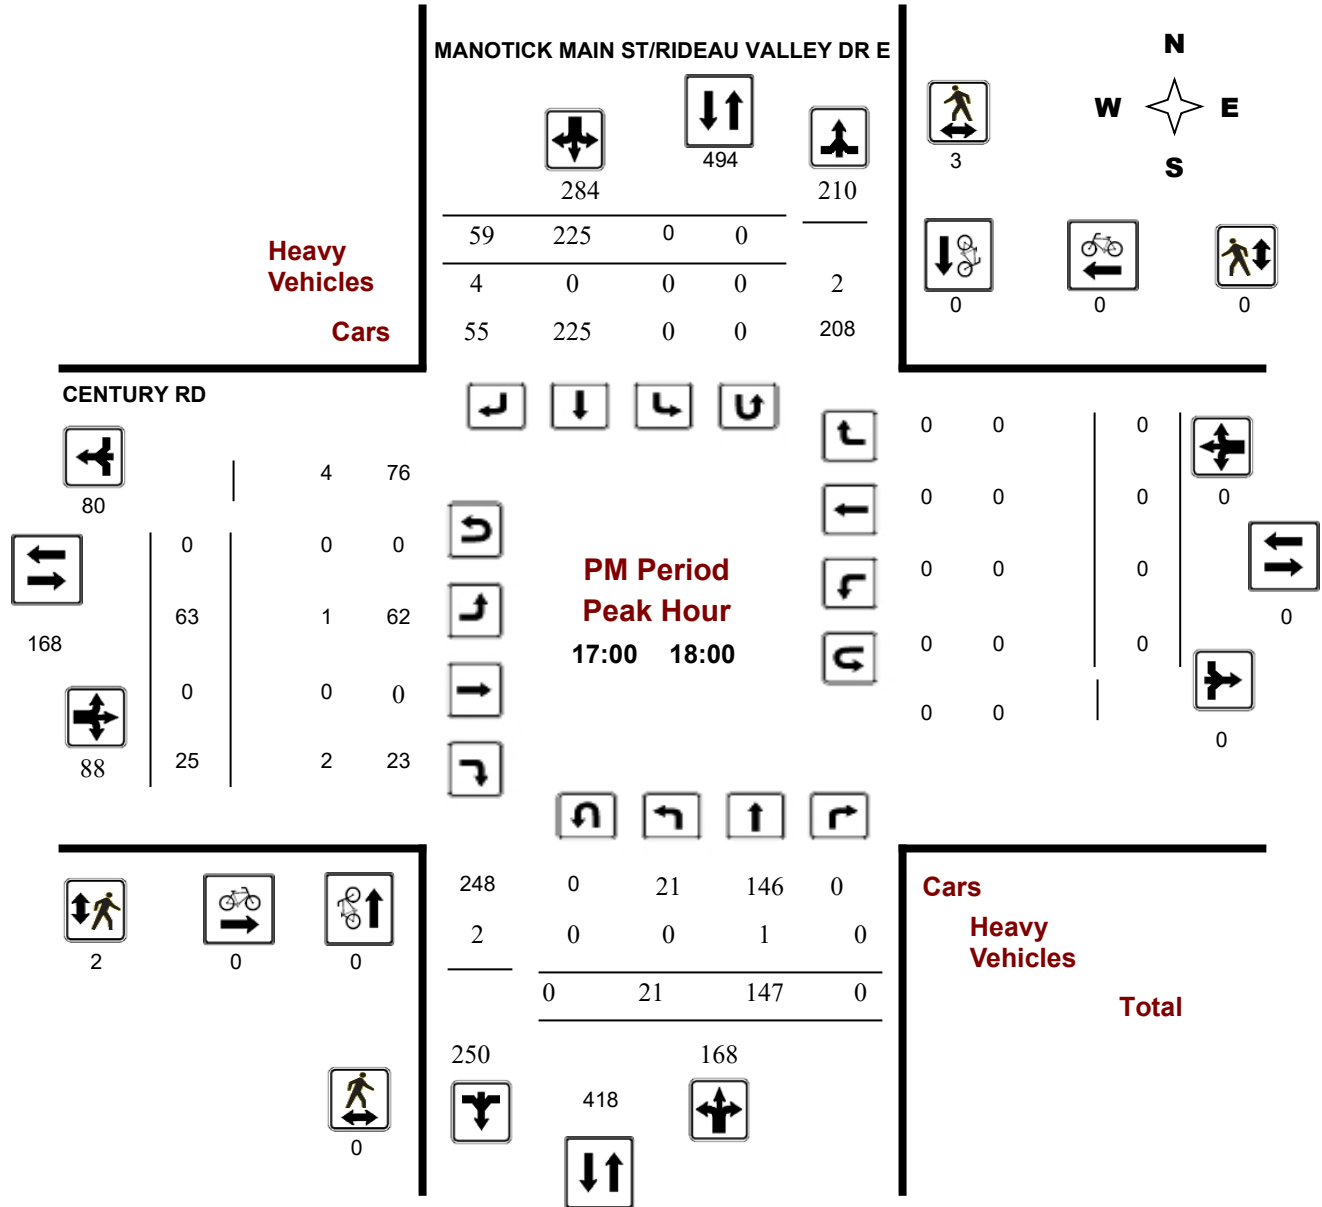 MANOTICK MAIN ST/RIDEAU VALLEY DR E
N
W E
S
494
3
284 210
59 225 0 0
Heavy
Vehicles
4 0 0 0 2
0 0 0
Cars
55 225 0 0 208
CENTURY RD
0 0 0
4 76
80
0 0 0 0
0 0 0
PM Period
Peak Hour
0 0 0
63 1 62
0
168
17:00 18:00
0 0 0
0 0 0
0 0
0
88
25 2 23
248 0 21 146 0
Cars
2 0 0 1 0
Heavy
Vehicles
2 0 0
0 21 147 0
Total
250 168
418
0